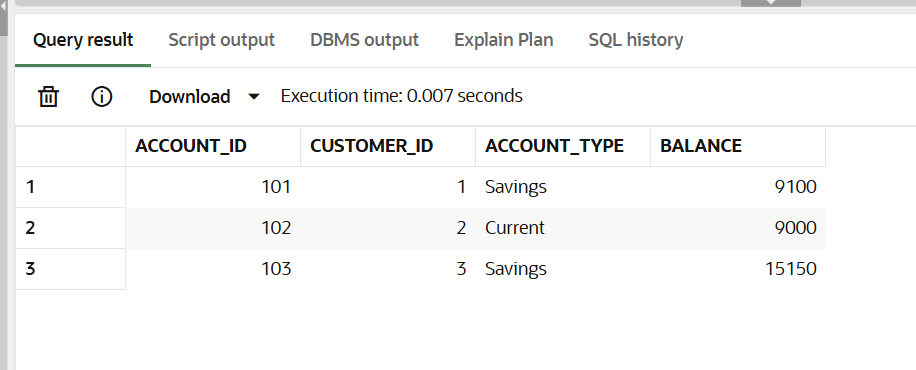 Query result Script output DBMS output Explain Plan SQL history
Download Execution time: 0.007 seconds
ACCOUNT_ID CUSTOMER_ID ACCOUNT_TYPE BALANCE
1 101 1 Savings 9100
2 102 2 Current 9000
3 103 3 Savings 15150